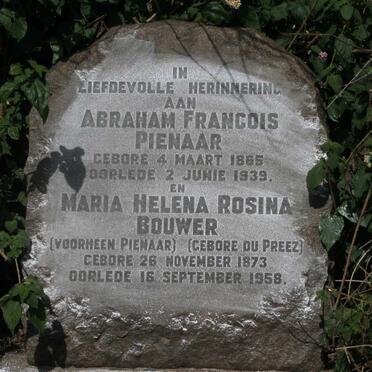 IN
LIEFDEVOLLE HERINNERING
AAN
ABRAHAM FRANCOIS
PIENAAR
GEBORE 4 MAART 1865
OORLEDE 2 JUNIE 1939.
EN
MARIA HELENA ROSINA
BOUWER
(VOORHEEN PIENAAR) (GEBORE DU PREEZ)
GEBORE 26 NOVEMBER 1873
OORLEDE 16 SEPTEMBER 1958.